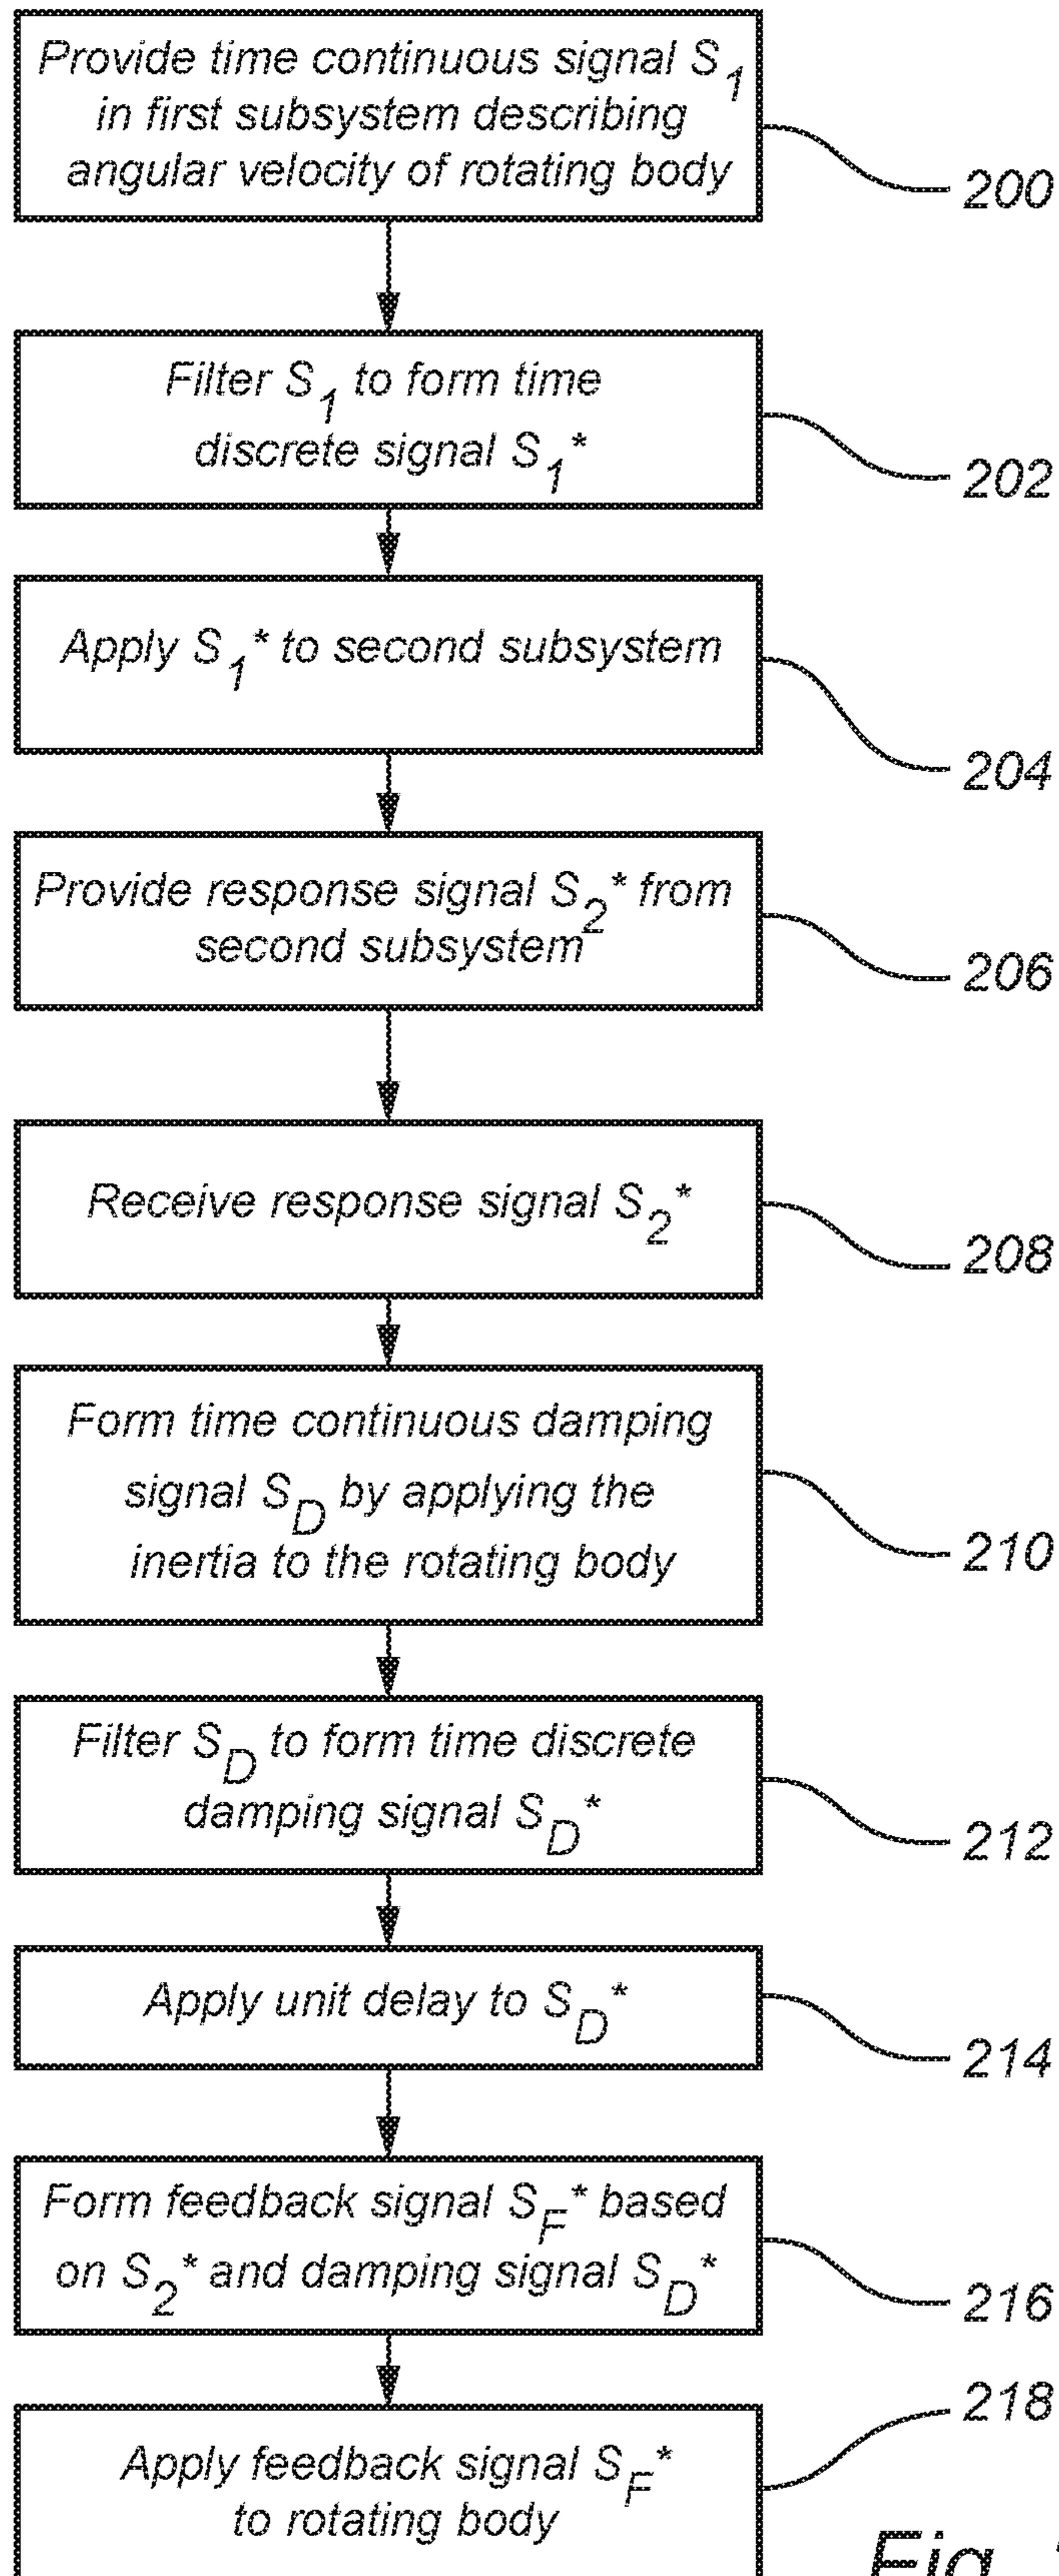 Provide time continuous signal S1
in first subsystem describing
angular velocity of rotating body
200
Filter S1 to form time
discrete signal S1*
202
Apply S1* to second subsystem
204
Provide response signal S2* from
second subsystem
206
Receive response signal S2*
208
Form time continuous damping
signal SD by applying the
inertia to the rotating body
210
Filter SD to form time discrete
damping signal SD*
212
Apply unit delay to SD*
214
Form feedback signal SF* based
on S2* and damping signal SD*
216
Apply feedback signal SF*
to rotating body
218
Fig.